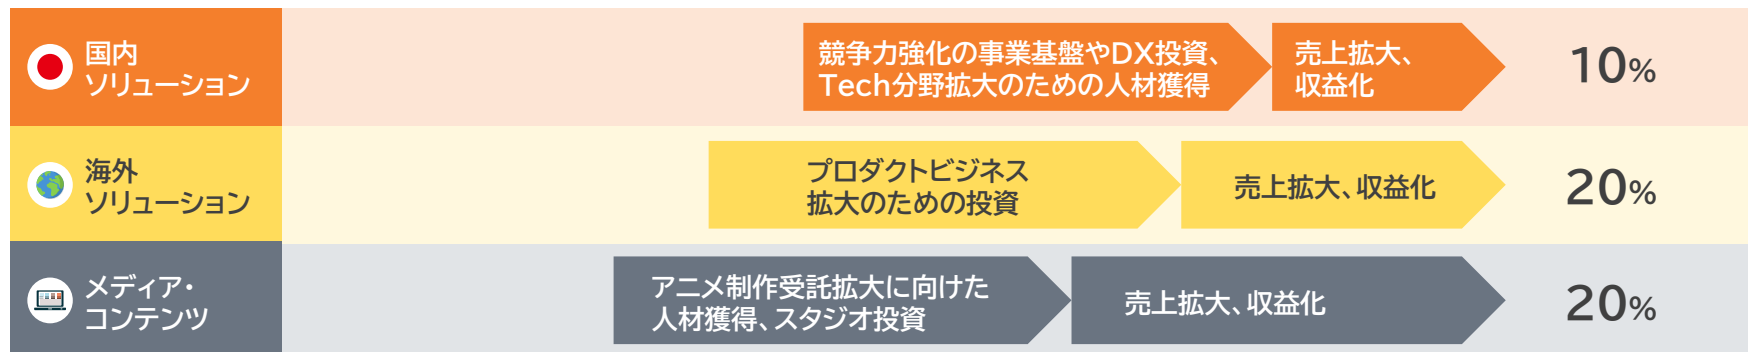 国内
ソリューション
競争力強化の事業基盤やDX投資、
Tech分野拡大のための人材獲得
売上拡大、
収益化
10%
海外
ソリューション
プロダクトビジネス
拡大のための投資
売上拡大、収益化
20%
メディア・
コンテンツ
アニメ制作受託拡大に向けた
人材獲得、スタジオ投資
売上拡大、収益化
20%